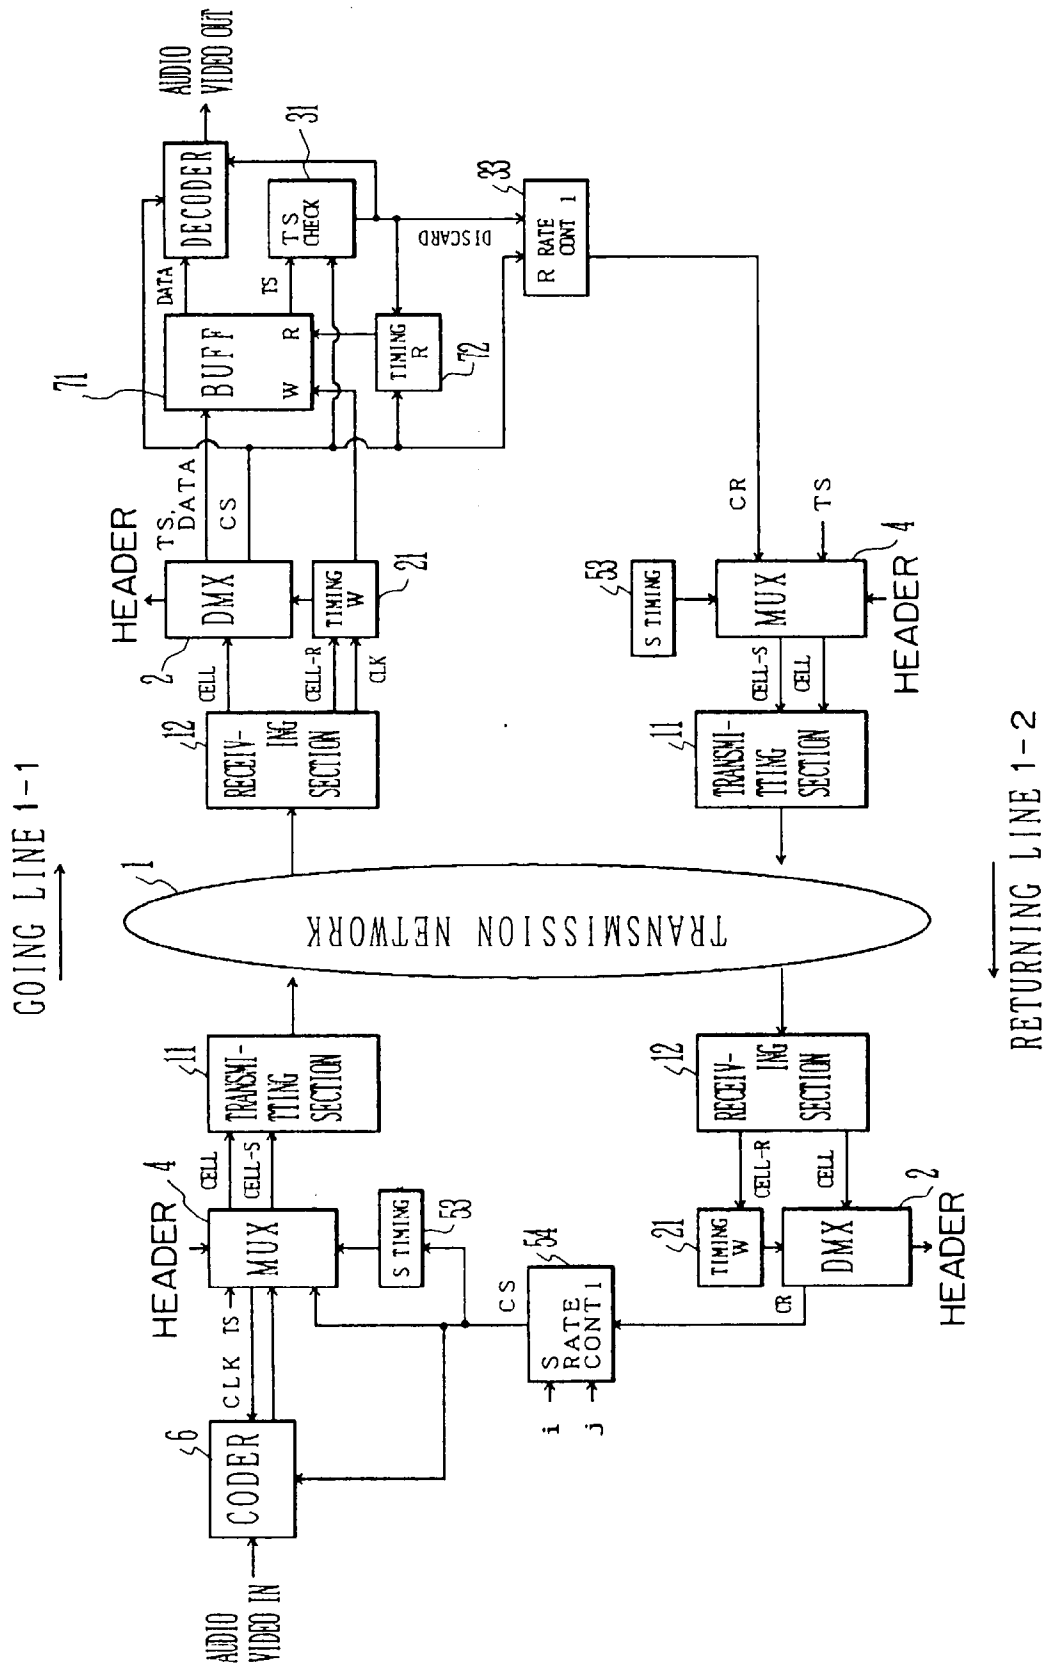 GOING LINE 1-1
AUDIO
VIDEO IN
CODER
6
CLK
TS
HEADER
MUX
4
CELL
CELL-S
TRANSMI-
TTING
SECTION
11
S TIMING
53
CS
S
RATE
CONT 1
54
i
j
TRANSMISSION NETWORK
1
RECEIV-
ING
SECTION
12
CELL
CELL-R
CLK
HEADER
DMX
2
TIMING
W
21
TS,
DATA
CS
BUFF
W
R
71
DATA
TS
DECODER
AUDIO
VIDEO OUT
TS
CHECK
31
TIMING
R
72
DISCARD
R RATE
CONT 1
33
CR
TS
S TIMING
53
MUX
4
HEADER
CELL-S
CELL
TRANSMI-
TTING
SECTION
11
RECEIV-
ING
SECTION
12
CELL-R
CELL
TIMING
W
21
DMX
2
CR
HEADER
RETURNING LINE 1-2